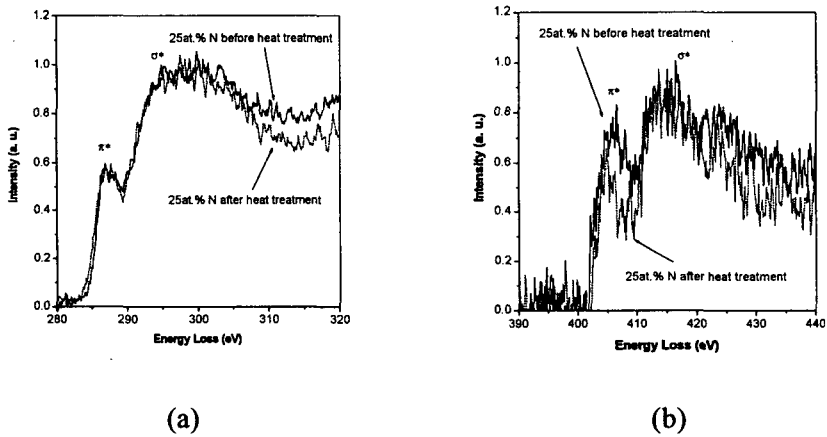 25at.% N before heat treatment
σ*
π*
25at.% N after heat treatment
Intensity (a. u.)
1.2
1.0
0.8
0.6
0.4
0.2
0.0
280 290 300 310 320
Energy Loss (eV)
(a)
25at.% N before heat treatment
σ*
π*
25at.% N after heat treatment
Intensity (a. u.)
1.2
1.0
0.8
0.6
0.4
0.2
0.0
390 400 410 420 430 440
Energy Loss (eV)
(b)